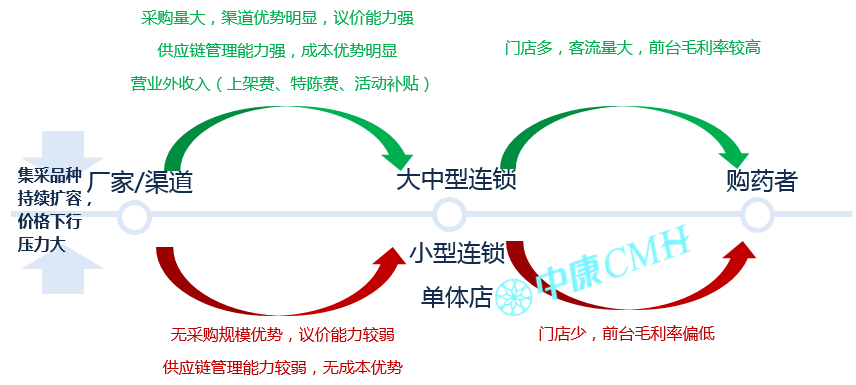 采购量大，渠道优势明显，议价能力强
供应链管理能力强，成本优势明显
营业外收入（上架费、特陈费、活动补贴）
门店多，客流量大，前台毛利率较高
集采品种
持续扩容，
价格下行
压力大
厂家/渠道
大中型连锁
购药者
小型连锁
单体店
中康CMH
无采购规模优势，议价能力较弱
供应链管理能力较弱，无成本优势
门店少，前台毛利率偏低